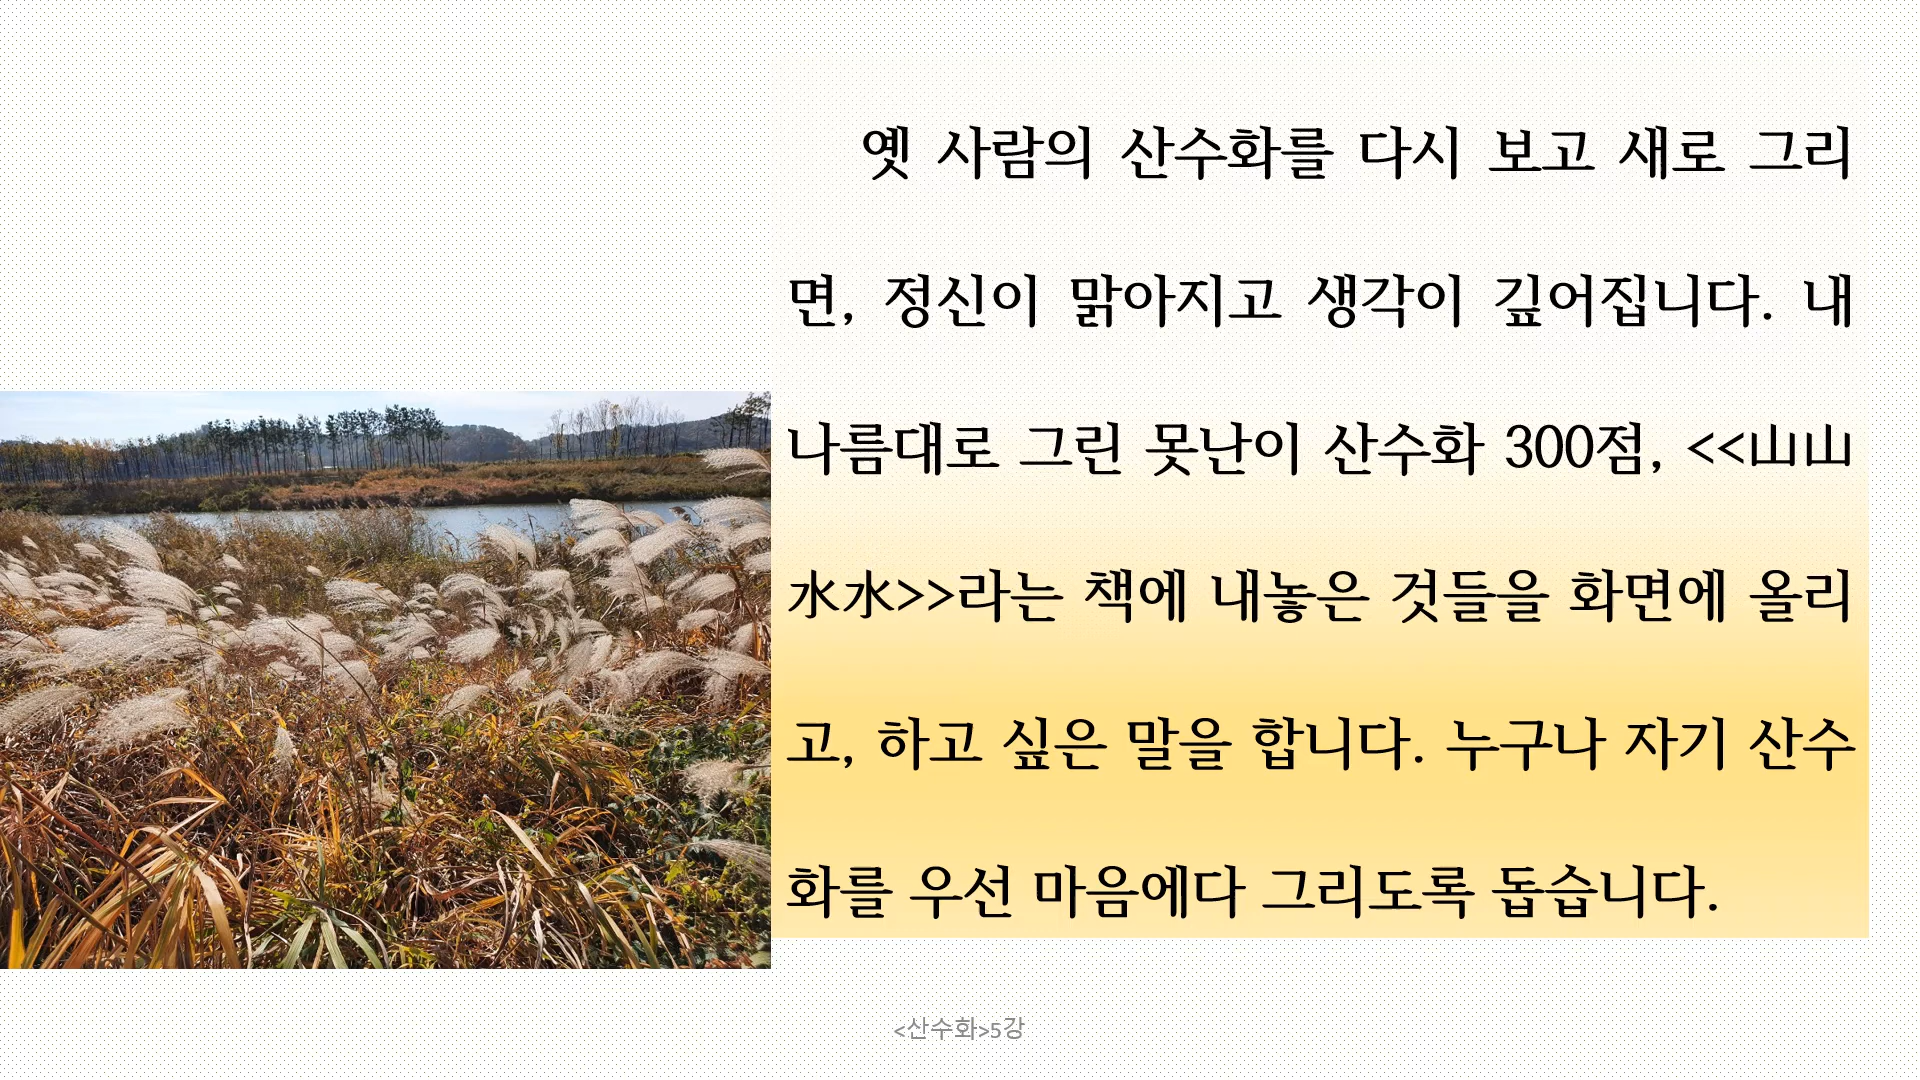 옛 사람의 산수화를 다시 보고 새로 그리
면, 정신이 맑아지고 생각이 깊어집니다. 내
나름대로 그린 못난이 산수화 300점, <<山山
水水>>라는 책에 내놓은 것들을 화면에 올리
고, 하고 싶은 말을 합니다. 누구나 자기 산수
화를 우선 마음에다 그리도록 돕습니다.
<산수화>5강